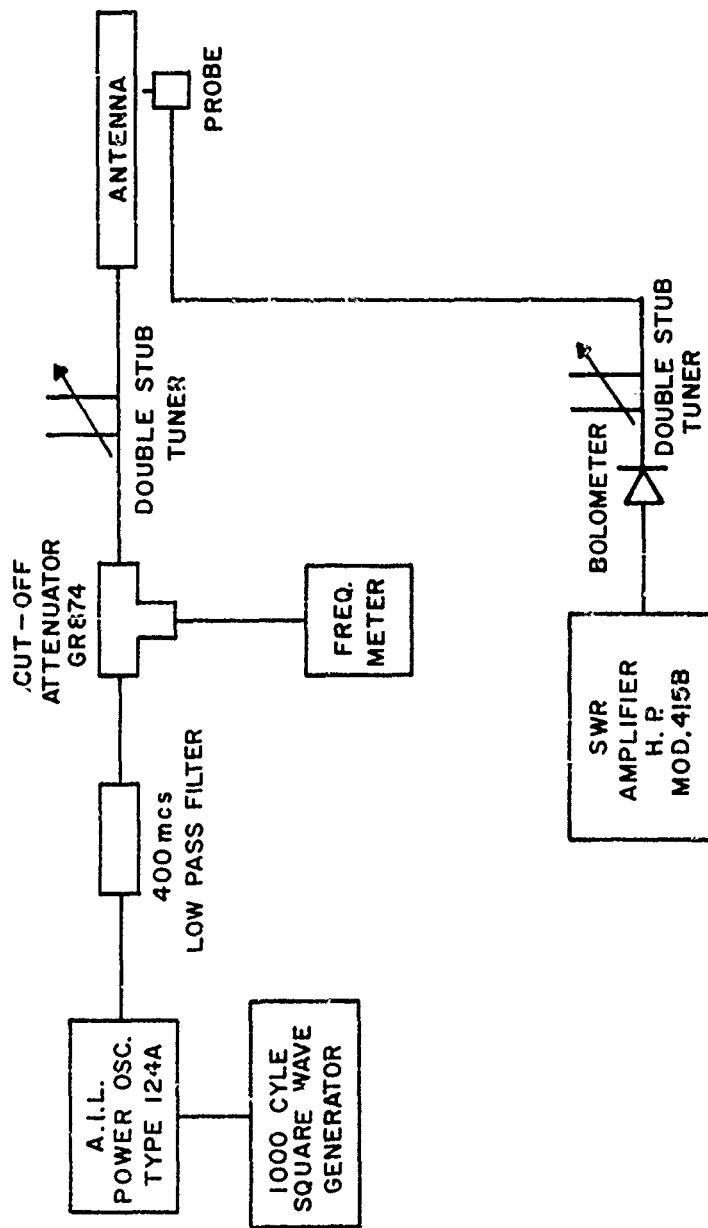 A.I.L.
POWER OSC.
TYPE 124A
1000 CYLE
SQUARE WAVE
GENERATOR
400 mcs
LOW PASS FILTER
CUT-OFF
ATTENUATOR
GR874
FREQ.
METER
DOUBLE STUB
TUNER
ANTENNA
PROBE
SWR
AMPLIFIER
H. P.
MOD. 415B
BOLOMETER
DOUBLE STUB
TUNER